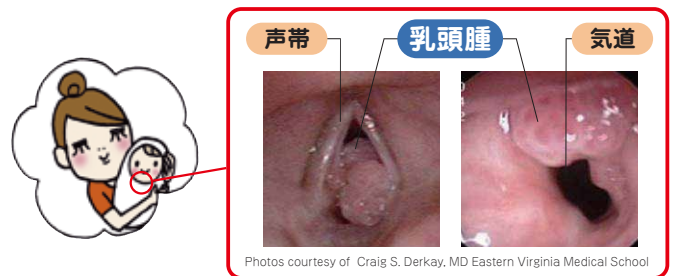 声帯
乳頭腫
気道
Photos courtesy of Craig S. Derkay, MD Eastern Virginia Medical School